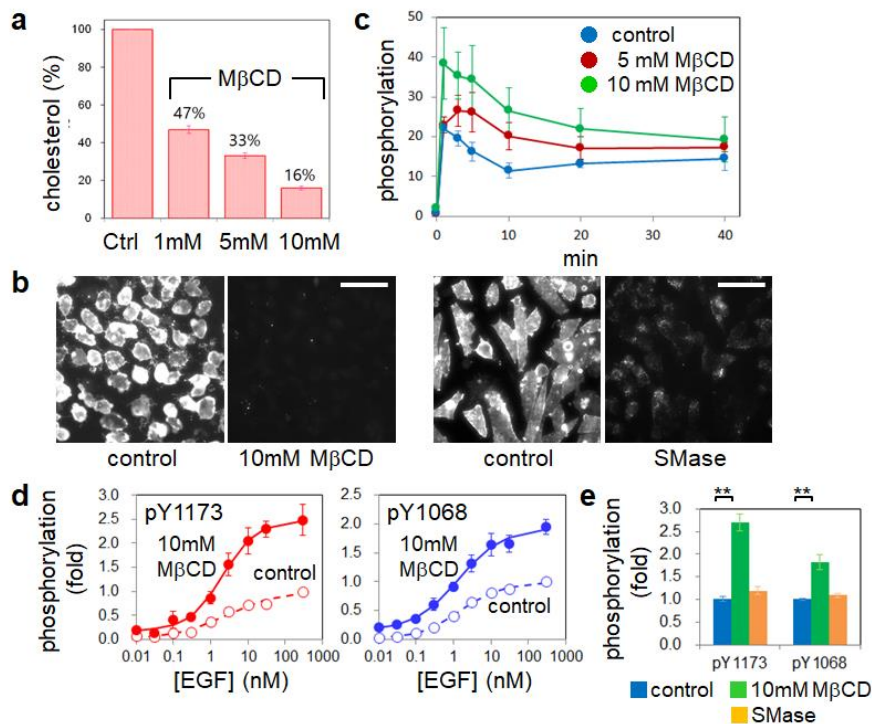 a
cholesterol (%)
100
80
60
40
20
0
MβCD
47%
33%
16%
Ctrl 1mM 5mM 10mM
c
phosphorylation
50
40
30
20
10
0
control
5 mM MβCD
10 mM MβCD
0 10 20 30 40
min
b
control 10mM MβCD control SMase
d
phosphorylation
(fold)
3.0
2.5
2.0
1.5
1.0
0.5
0.0
pY1173
10mM
MβCD
control
0.01 0.1 1 10 100 1000
[EGF] (nM)
2.5
2.0
1.5
1.0
0.5
0.0
pY1068
10mM
MβCD
control
0.01 0.1 1 10 100 1000
[EGF] (nM)
e
phosphorylation
(fold)
3.0
2.5
2.0
1.5
1.0
0.5
0.0
** **
pY1173 pY1068
control 10mM MβCD
SMase